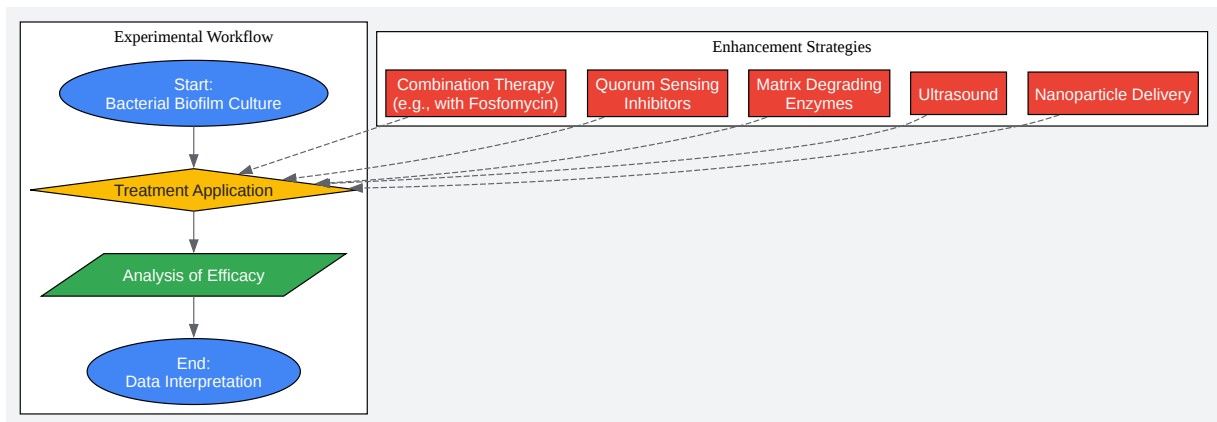 Experimental Workflow
Start:
Bacterial Biofilm Culture
Treatment Application
Analysis of Efficacy
End:
Data Interpretation
Enhancement Strategies
Combination Therapy
(e.g., with Fosfomycin)
Quorum Sensing
Inhibitors
Matrix Degrading
Enzymes
Ultrasound
Nanoparticle Delivery